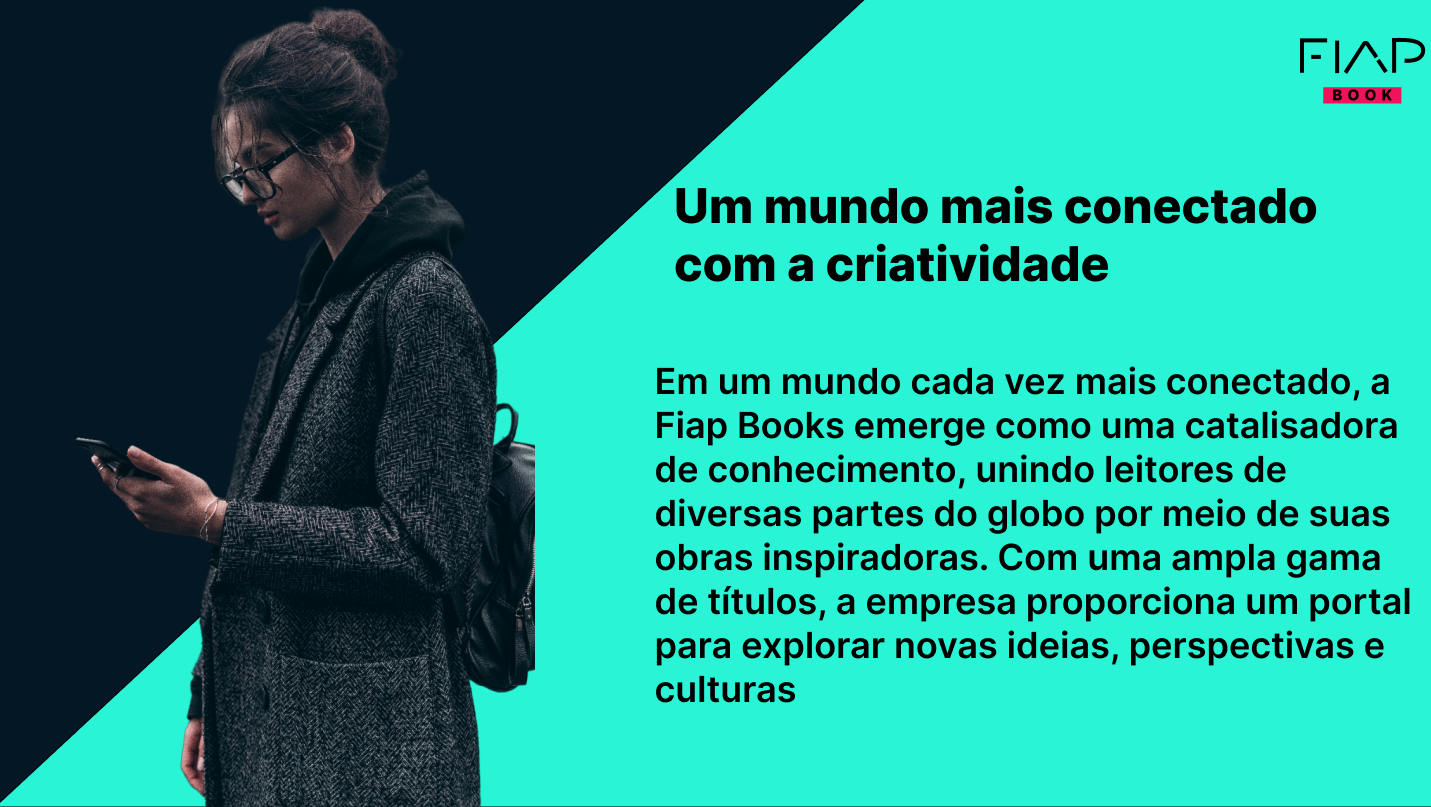 FIAP
BOOK
Um mundo mais conectado
com a criatividade
Em um mundo cada vez mais conectado, a
Fiap Books emerge como uma catalisadora
de conhecimento, unindo leitores de
diversas partes do globo por meio de suas
obras inspiradoras. Com uma ampla gama
de títulos, a empresa proporciona um portal
para explorar novas ideias, perspectivas e
culturas